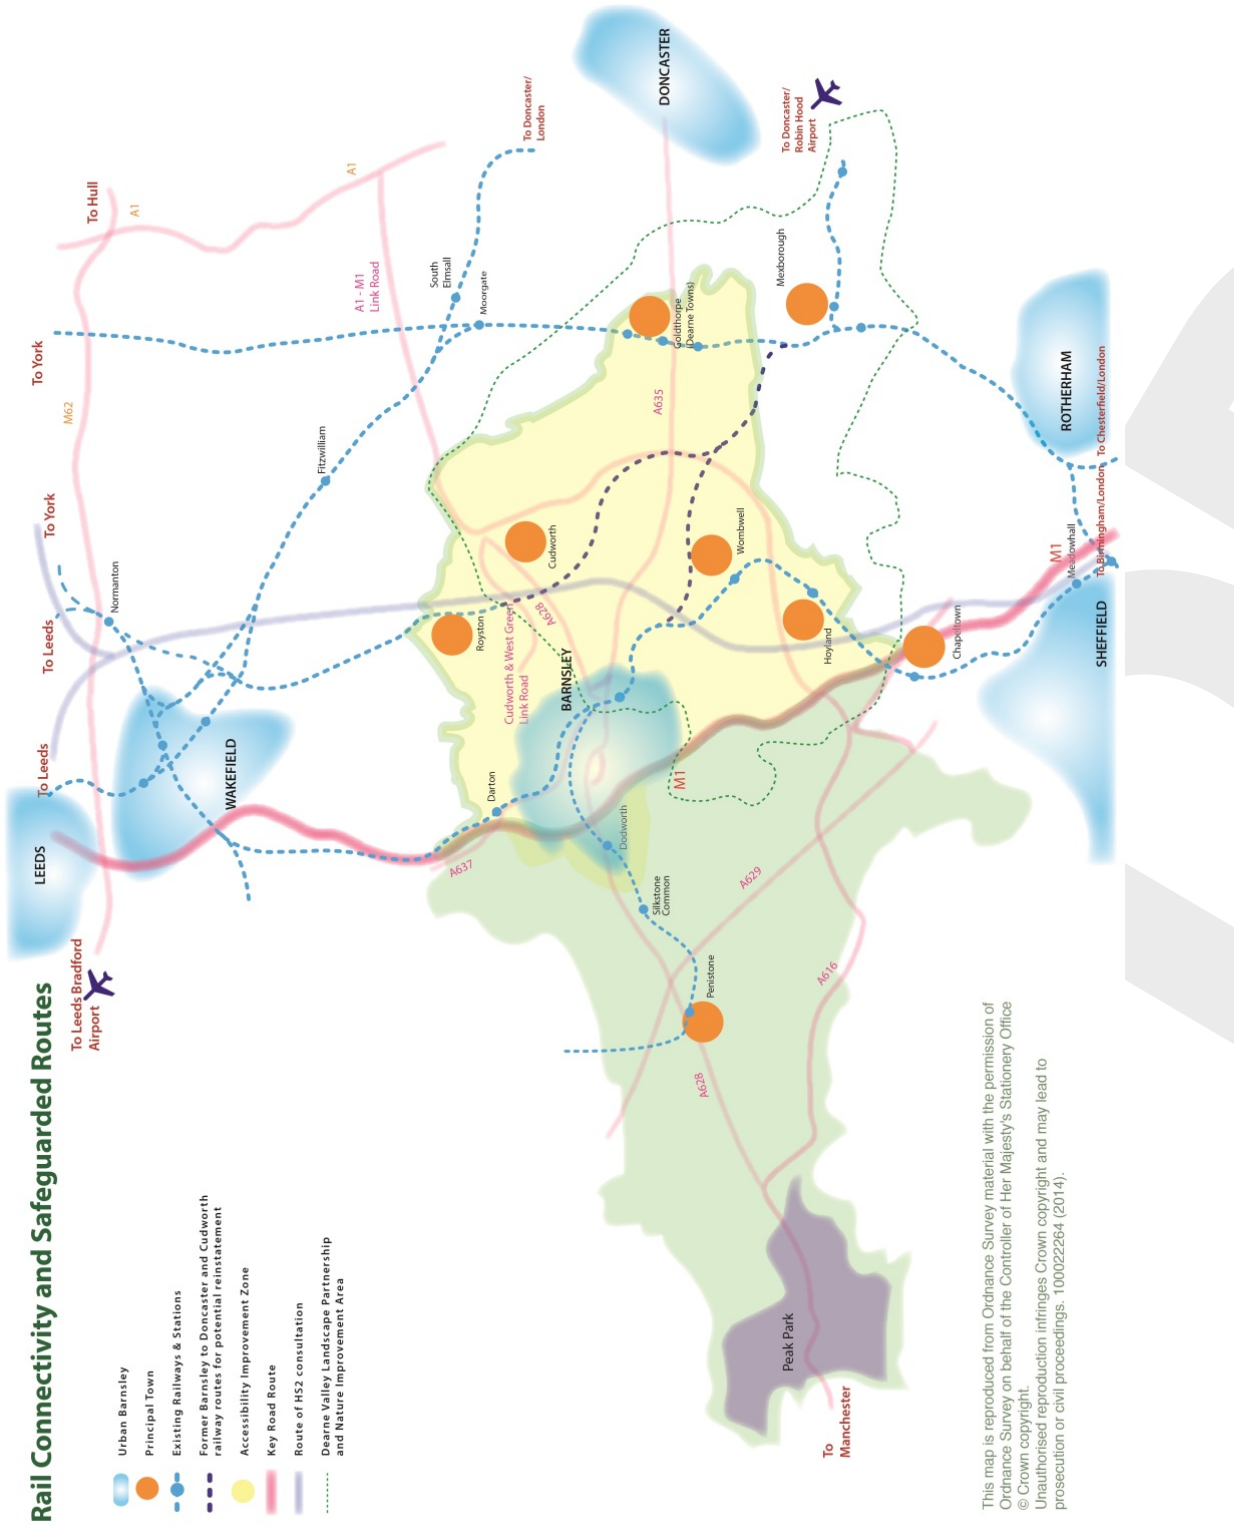 Rail Connectivity and Safeguarded Routes
Urban Barnsley
Principal Town
Existing Railways & Stations
Former Barnsley to Doncaster and Cudworth
railway routes for potential reinstatement
Accessibility Improvement Zone
Key Road Route
Route of HS2 consultation
Dearne Valley Landscape Partnership
and Nature Improvement Area
To Leeds Bradford
Airport
LEEDS
To Leeds
To Leeds
To York
To York
To Hull
M62
A1
A1
A1 - M1
Link Road
Normanton
WAKEFIELD
Fitzwilliam
South
Elmsall
Moorgate
To Doncaster/
London
DONCASTER
To Doncaster/
Robin Hood
Airport
Mexborough
Goldthorpe
(Dearne Towns)
A635
Cudworth
Royston
A628
Cudworth & West Green
Link Road
BARNSLEY
Wombwell
Hoyland
Darton
A637
Dodworth
M1
Silkstone
Common
Penistone
A629
A616
A628
Peak Park
To
Manchester
Chapeltown
SHEFFIELD
Meadowhall
M1
ROTHERHAM
To Birmingham/London
To Chesterfield/London
This map is reproduced from Ordnance Survey material with the permission of
Ordnance Survey on behalf of the Controller of Her Majesty's Stationery Office
© Crown copyright.
Unauthorised reproduction infringes Crown copyright and may lead to
prosecution or civil proceedings. 100022264 (2014).